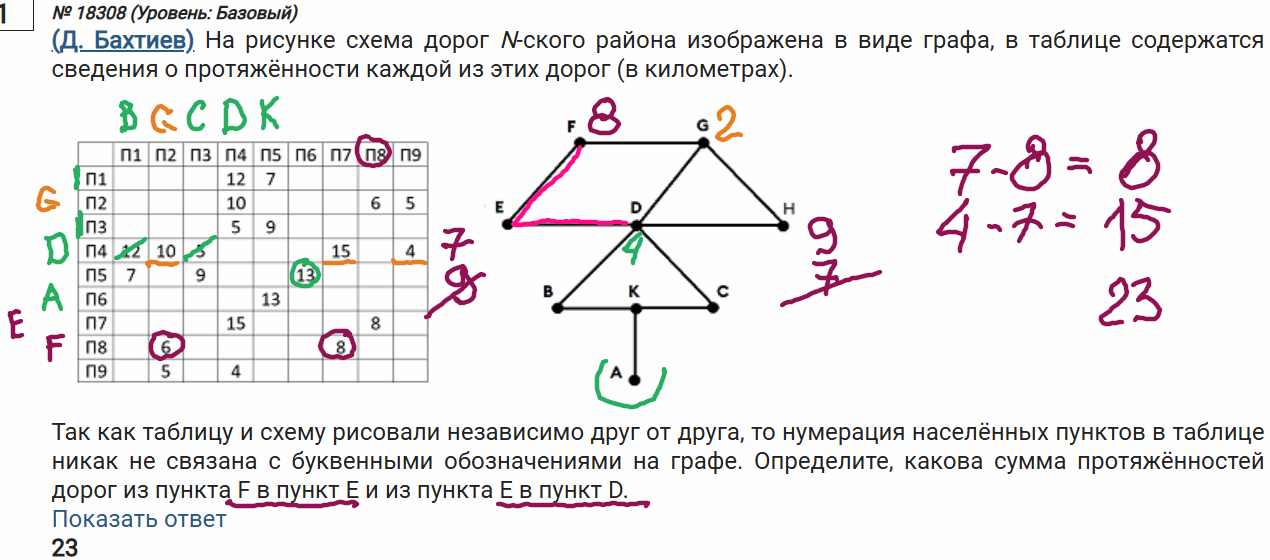 1
№ 18308 (Уровень: Базовый)
(Д. Бахтиев) На рисунке схема дорог N-ского района изображена в виде графа, в таблице содержатся
сведения о протяжённости каждой из этих дорог (в километрах).
B G C D K
П1 П2 П3 П4 П5 П6 П7 П8 П9
П1 12 7
G П2 10 6 5
П3 5 9
D П4 12 10 5 15 4
П5 7 9 13
A П6 13
E П7 15 8
F П8 6 8
П9 5 4
7
9
F 8 G 2
E D H
4
B K C
A
9
7
7-8= 8
4-7= 15
23
Так как таблицу и схему рисовали независимо друг от друга, то нумерация населённых пунктов в таблице
никак не связана с буквенными обозначениями на графе. Определите, какова сумма протяжённостей
дорог из пункта F в пункт E и из пункта E в пункт D.
Показать ответ
23